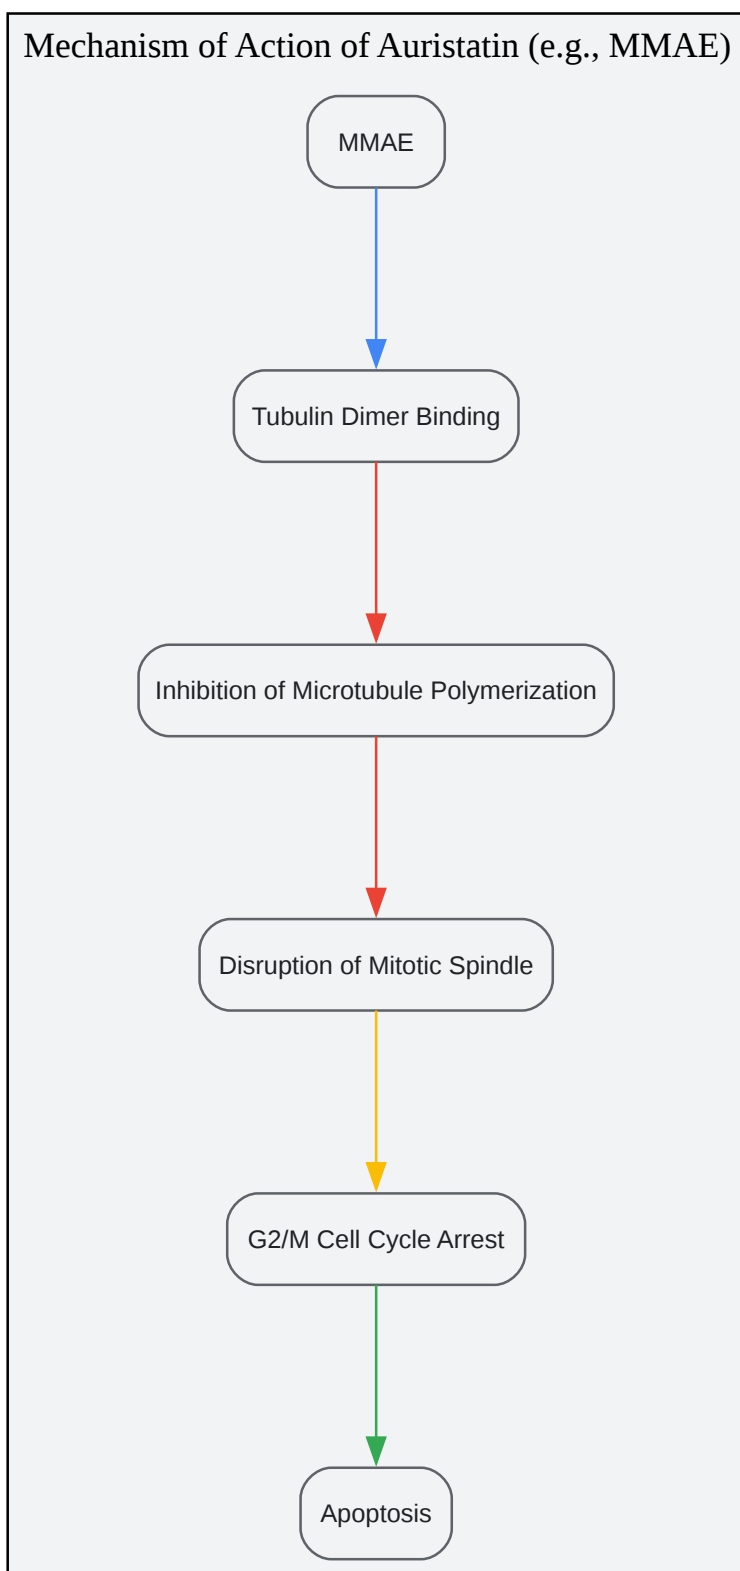 Mechanism of Action of Auristatin (e.g., MMAE)
MMAE
Tubulin Dimer Binding
Inhibition of Microtubule Polymerization
Disruption of Mitotic Spindle
G2/M Cell Cycle Arrest
Apoptosis